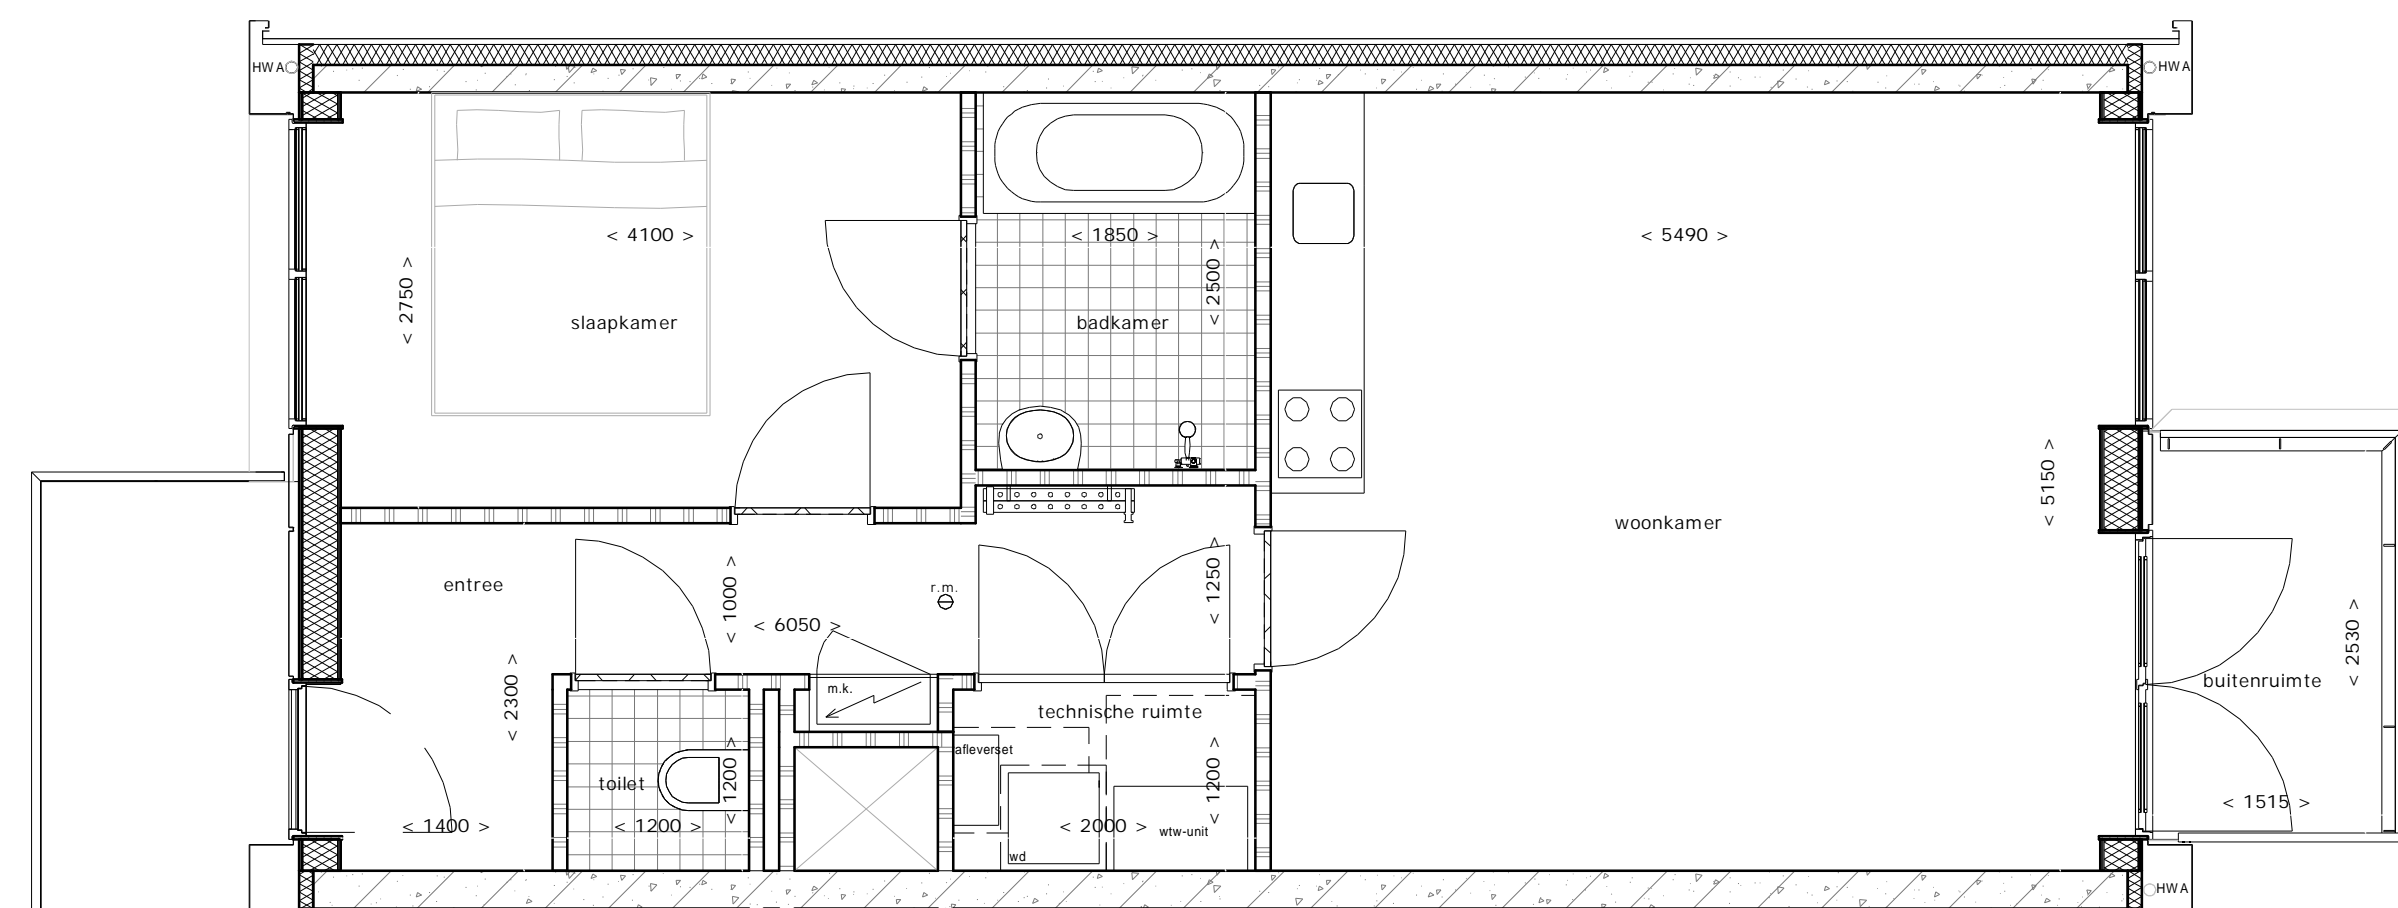 HWA
HWA
< 4100 >
< 1850 >
< 5490 >
< 2750 >
< 2500 >
slaapkamer
badkamer
< 5150 >
woonkamer
entree
< 1000 >
r.m.
< 1250 >
< 6050 >
< 2530 >
< 2300 >
m.k.
technische ruimte
buitenruimte
afleverset
toilet
< 1200 >
< 1200 >
< 1515 >
< 1400 >
< 1200 >
< 2000 >
wtw-unit
wd
HWA